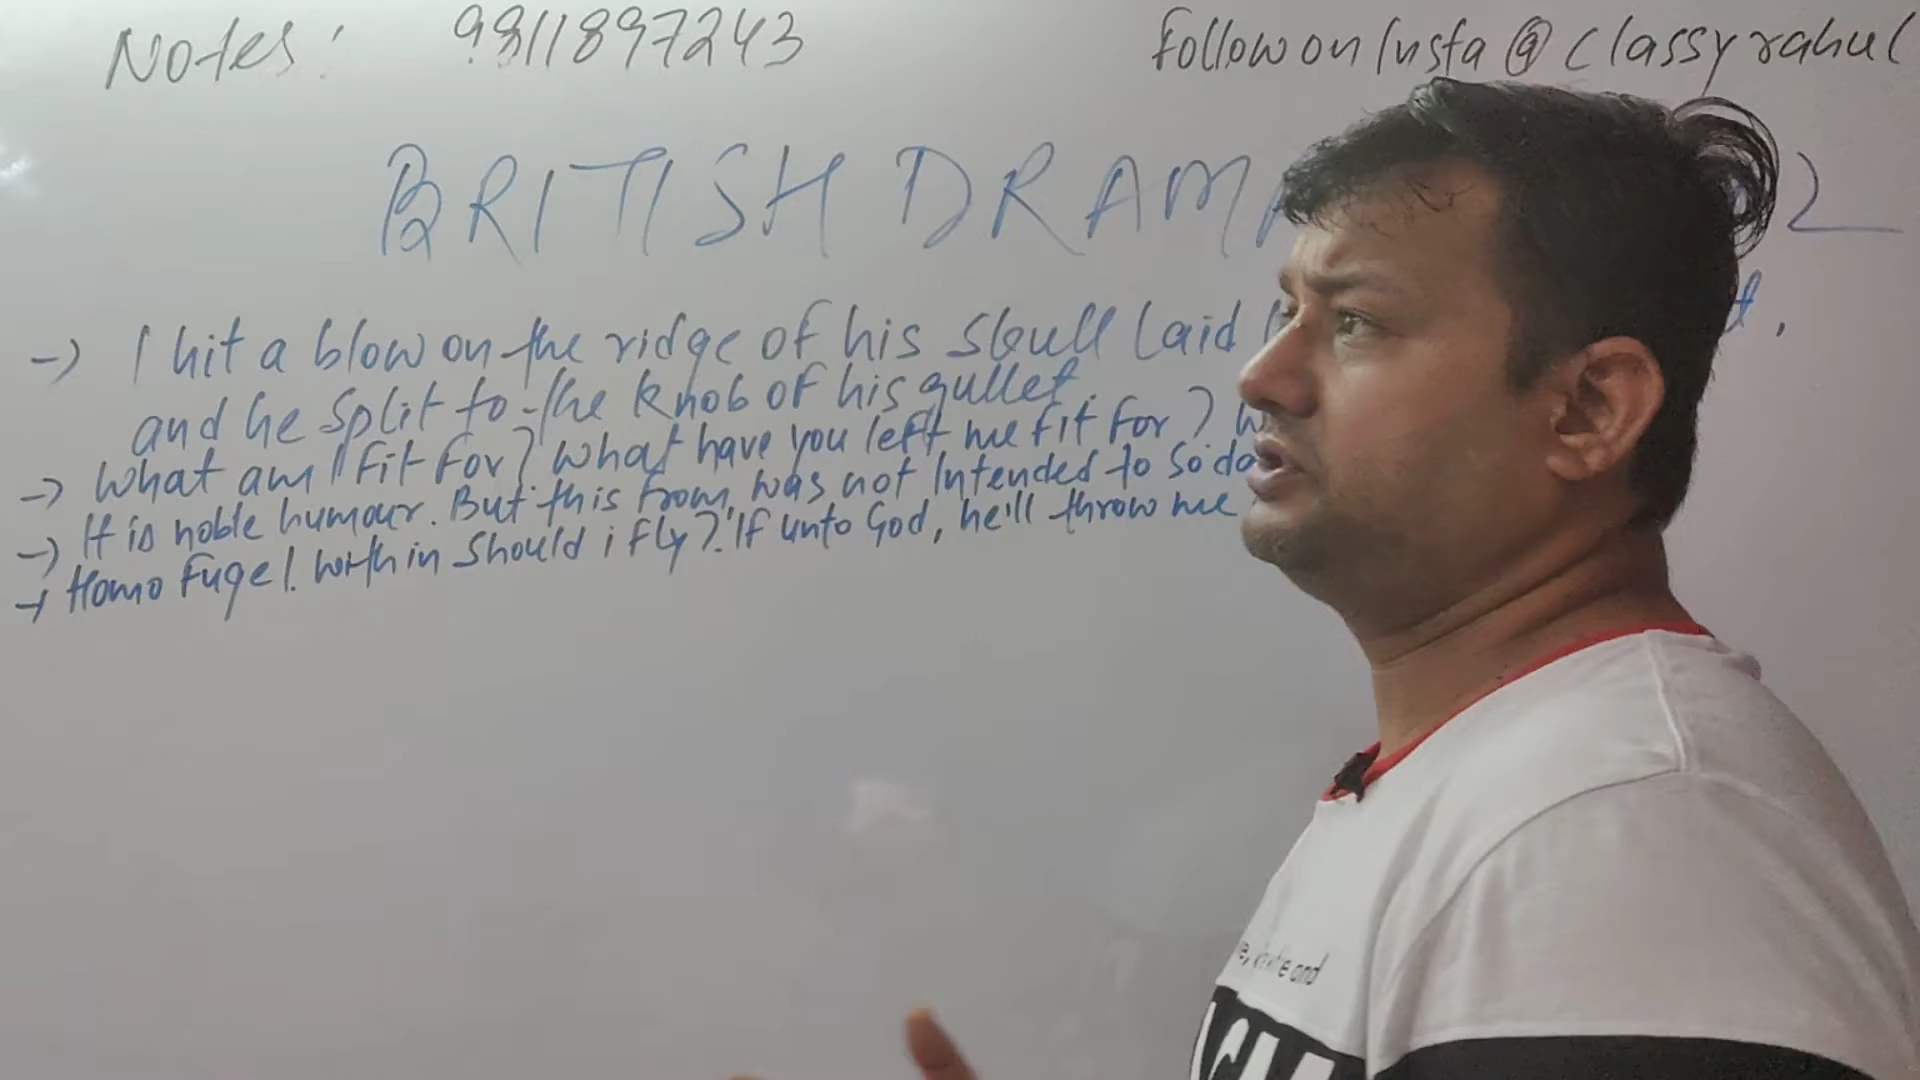 Notes: 9811897243 Follow on Insta @ classyrahul
BRITISH DRAMA 2
-> I hit a blow on the ridge of his skull laid
and he split to the knob of his gullet.
-> What am I fit for? What have you left me fit for? W
-> It is noble humour. But this from, was not Intended to so da
-> Homo Fuge! within should i fly?. If unto God, he'll throw me
and